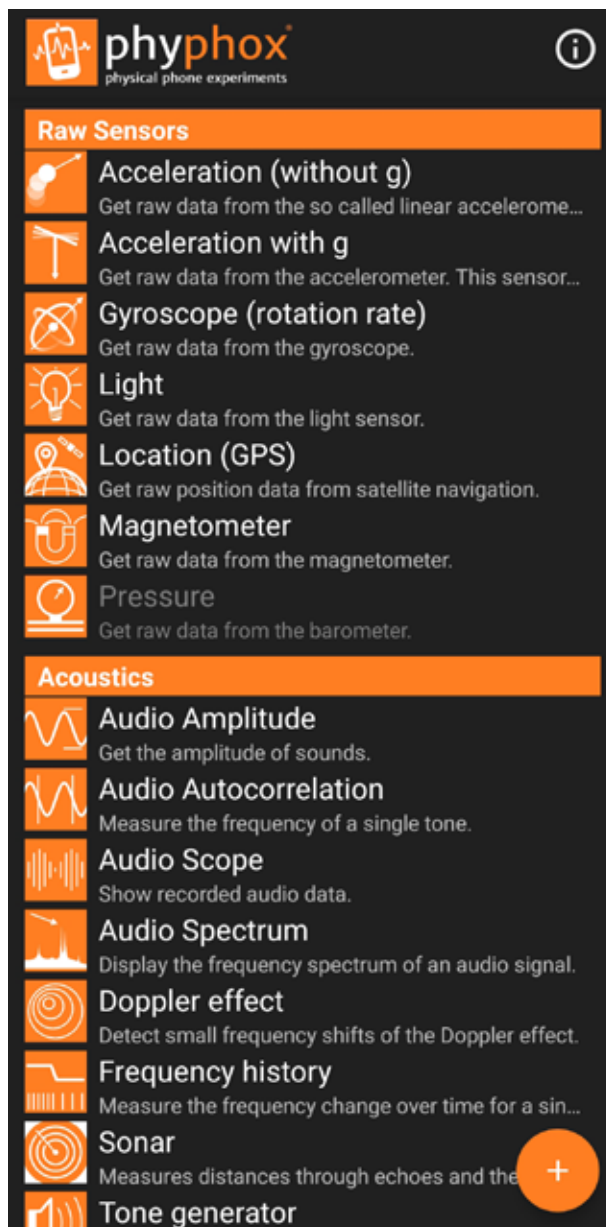 phyphox
physical phone experiments
Raw Sensors
Acceleration (without g)
Get raw data from the so called linear accelerome...
Acceleration with g
Get raw data from the accelerometer. This sensor...
Gyroscope (rotation rate)
Get raw data from the gyroscope.
Light
Get raw data from the light sensor.
Location (GPS)
Get raw position data from satellite navigation.
Magnetometer
Get raw data from the magnetometer.
Pressure
Get raw data from the barometer.
Acoustics
Audio Amplitude
Get the amplitude of sounds.
Audio Autocorrelation
Measure the frequency of a single tone.
Audio Scope
Show recorded audio data.
Audio Spectrum
Display the frequency spectrum of an audio signal.
Doppler effect
Detect small frequency shifts of the Doppler effect.
Frequency history
Measure the frequency change over time for a sin...
Sonar
Measures distances through echoes and the
Tone generator